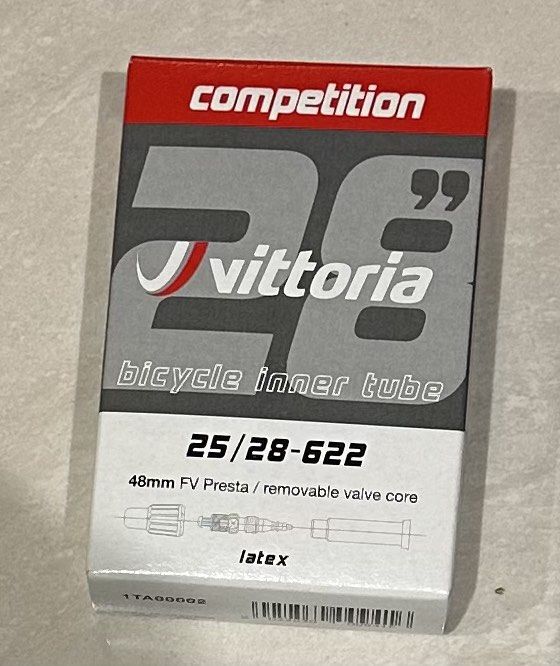 competition
28”
vittoria
bicycle inner tube
25/28-622
48mm FV Presta / removable valve core
latex